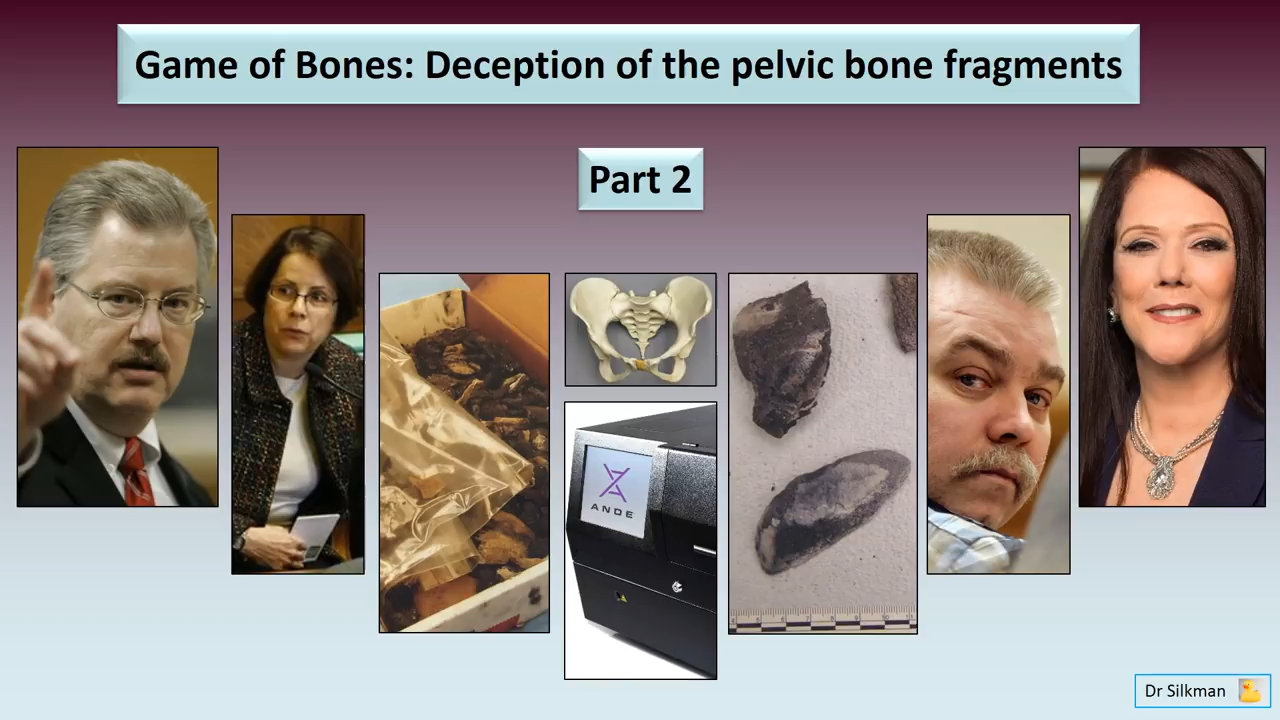 Game of Bones: Deception of the pelvic bone fragments
Part 2
ANDE
Dr Silkman